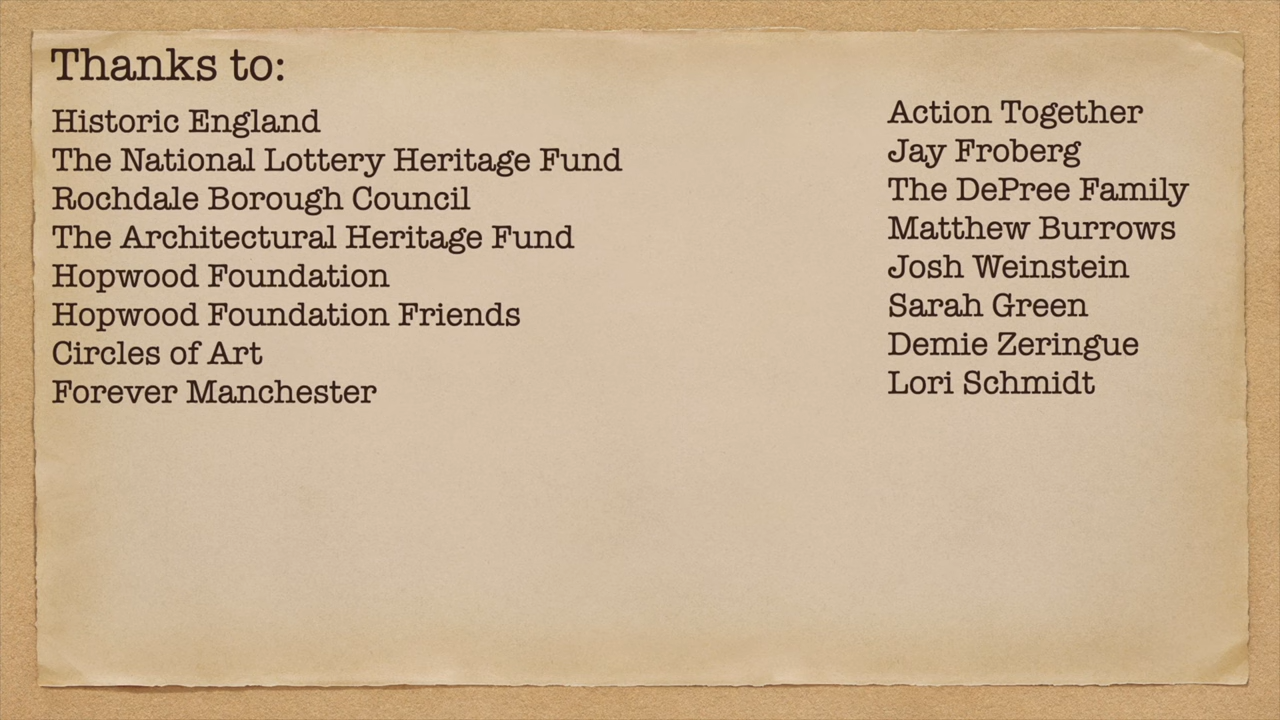 Thanks to:
Historic England
The National Lottery Heritage Fund
Rochdale Borough Council
The Architectural Heritage Fund
Hopwood Foundation
Hopwood Foundation Friends
Circles of Art
Forever Manchester
Action Together
Jay Froberg
The DePree Family
Matthew Burrows
Josh Weinstein
Sarah Green
Demie Zeringue
Lori Schmidt